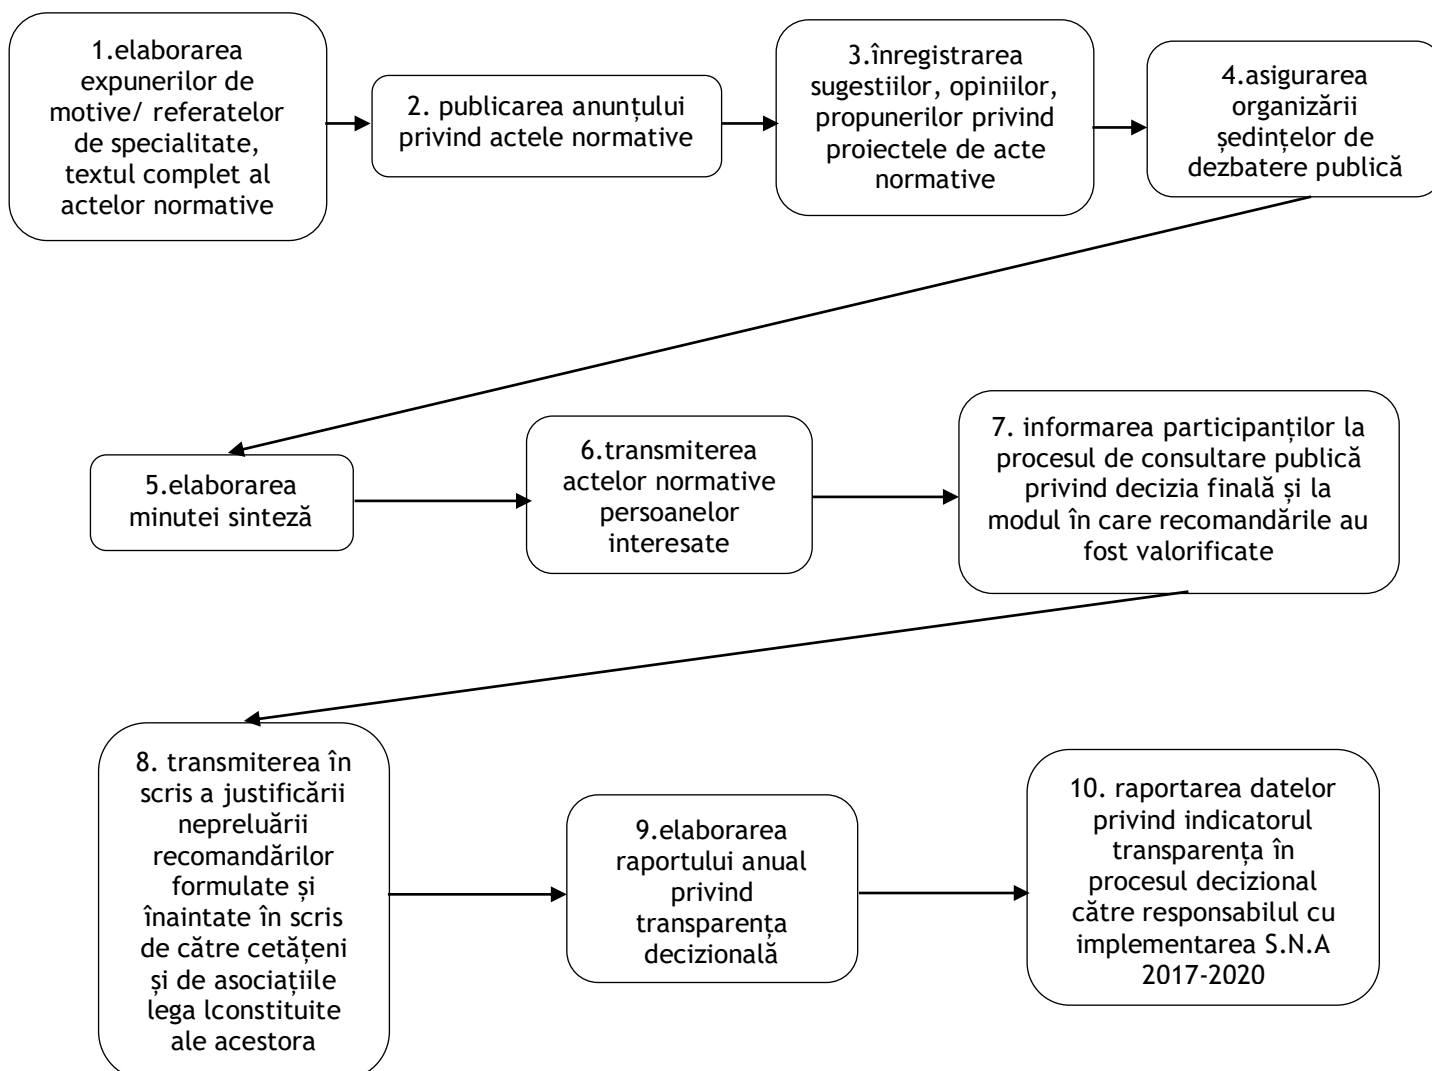 1.elaborarea
expunerilor de
motive/ referatelor
de specialitate,
textul complet al
actelor normative
2. publicarea anunțului
privind actele normative
3.înregistrarea
sugestiilor, opiniilor,
propunerilor privind
proiectele de acte
normative
4.asigurarea
organizării
ședințelor de
dezbatere publică
5.elaborarea
minutei sinteză
6.transmiterea
actelor normative
persoanelor
interesate
7. informarea participanților la
procesul de consultare publică
privind decizia finală și la
modul în care recomandările au
fost valorificate
8. transmiterea în
scris a justificării
nepreluării
recomandărilor
formulate și
înaintate în scris
de către cetățeni
și de asociațiile
lega lconstituite
ale acestora
9.elaborarea
raportului anual
privind
transparența
decizională
10. raportarea datelor
privind indicatorul
transparența în
procesul decizional
către responsabilul cu
implementarea S.N.A
2017-2020